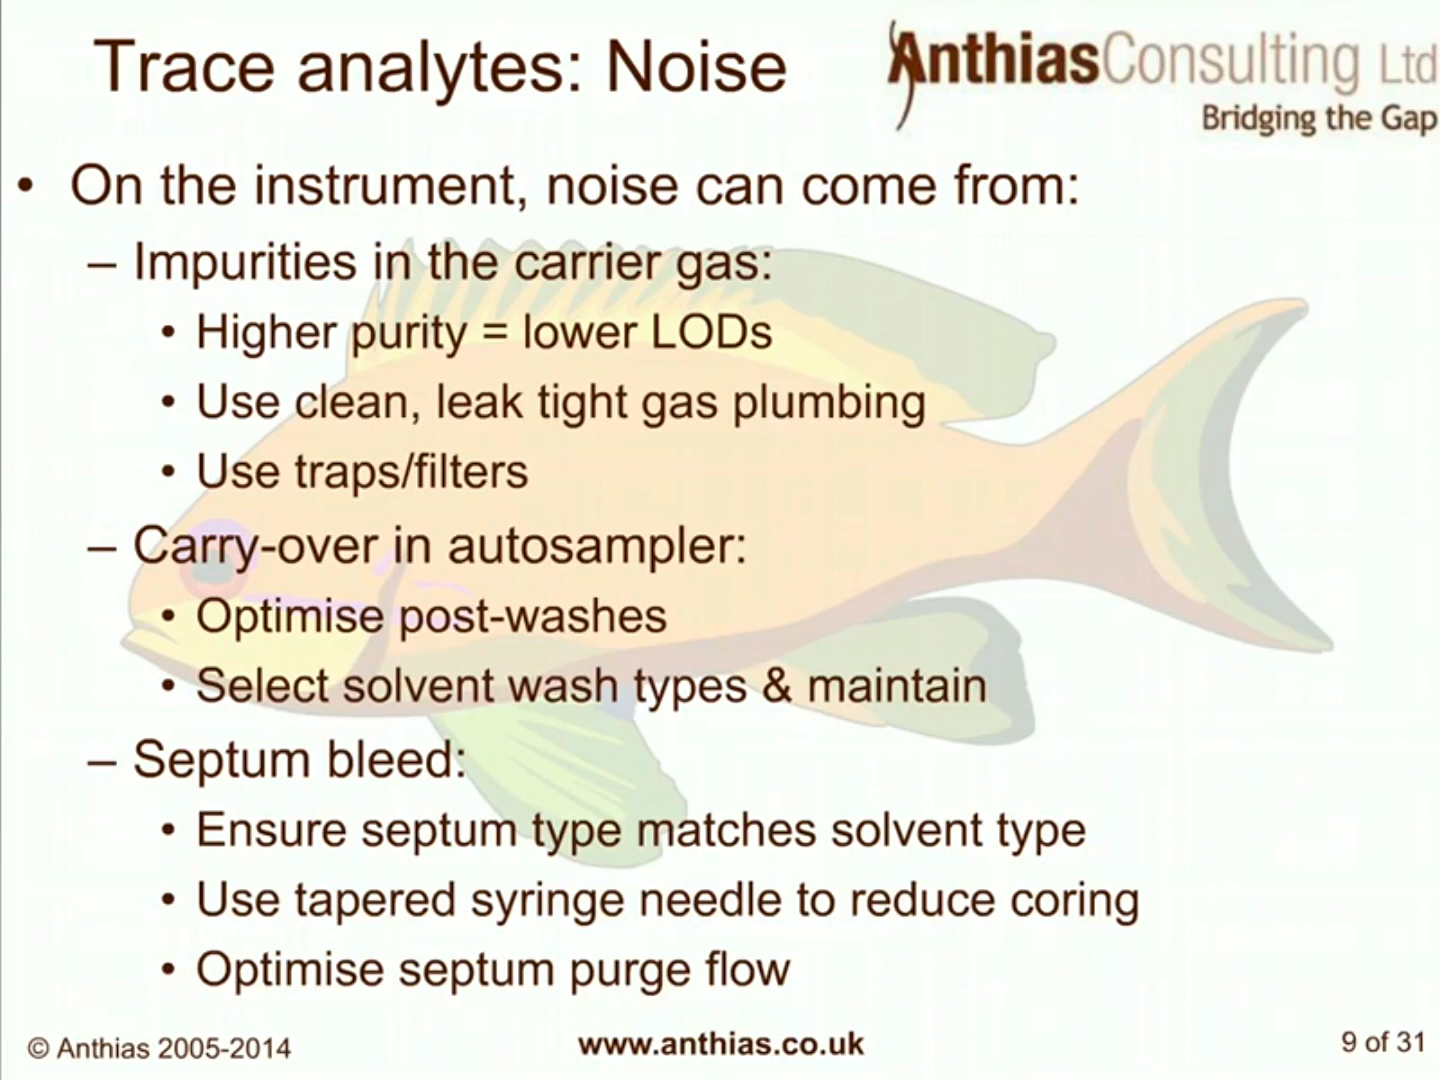 Trace analytes: Noise
AnthiasConsulting Ltd
Bridging the Gap
• On the instrument, noise can come from:
– Impurities in the carrier gas:
• Higher purity = lower LODs
• Use clean, leak tight gas plumbing
• Use traps/filters
– Carry-over in autosampler:
• Optimise post-washes
• Select solvent wash types & maintain
– Septum bleed:
• Ensure septum type matches solvent type
• Use tapered syringe needle to reduce coring
• Optimise septum purge flow
© Anthias 2005-2014
www.anthias.co.uk
9 of 31